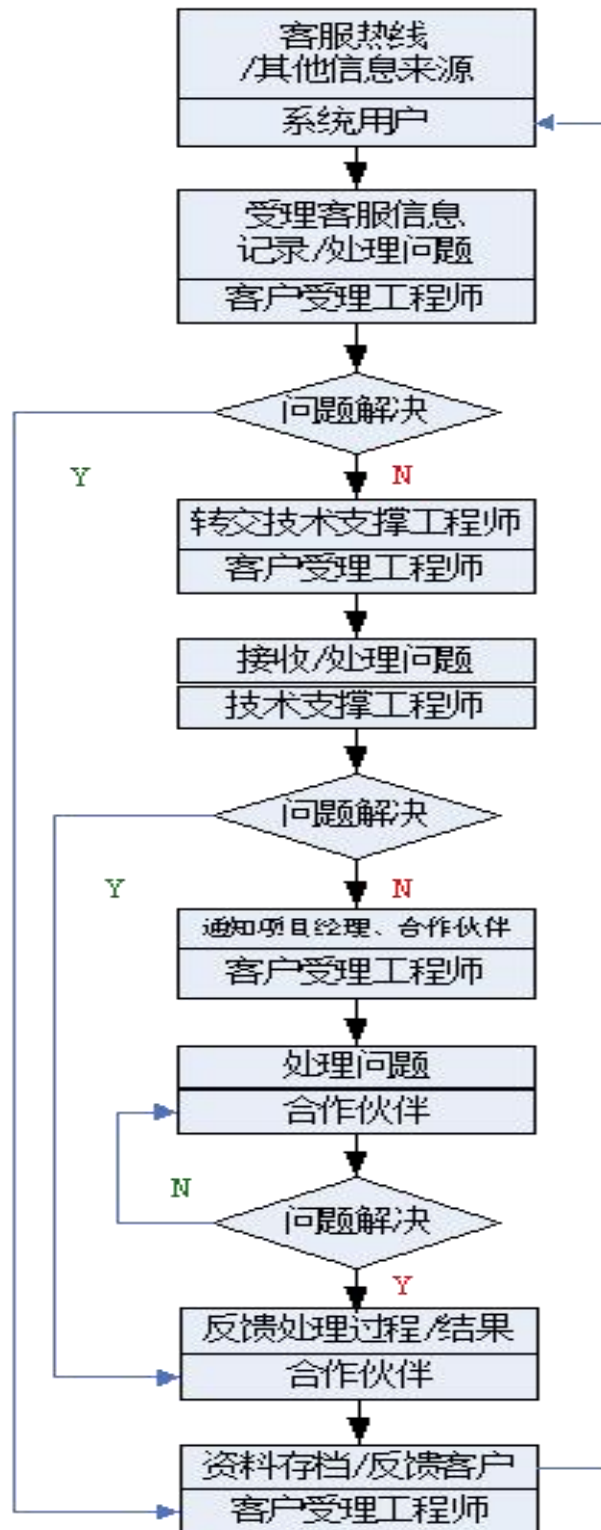 客服热线
/其他信息来源
系统用户
受理客服信息
记录/处理问题
客户受理工程师
问题解决
Y
N
转交技术支撑工程师
客户受理工程师
接收/处理问题
技术支撑工程师
问题解决
Y
N
通知项目经理、合作伙伴
客户受理工程师
处理问题
合作伙伴
N
问题解决
Y
反馈处理过程/结果
合作伙伴
资料存档/反馈客户
客户受理工程师